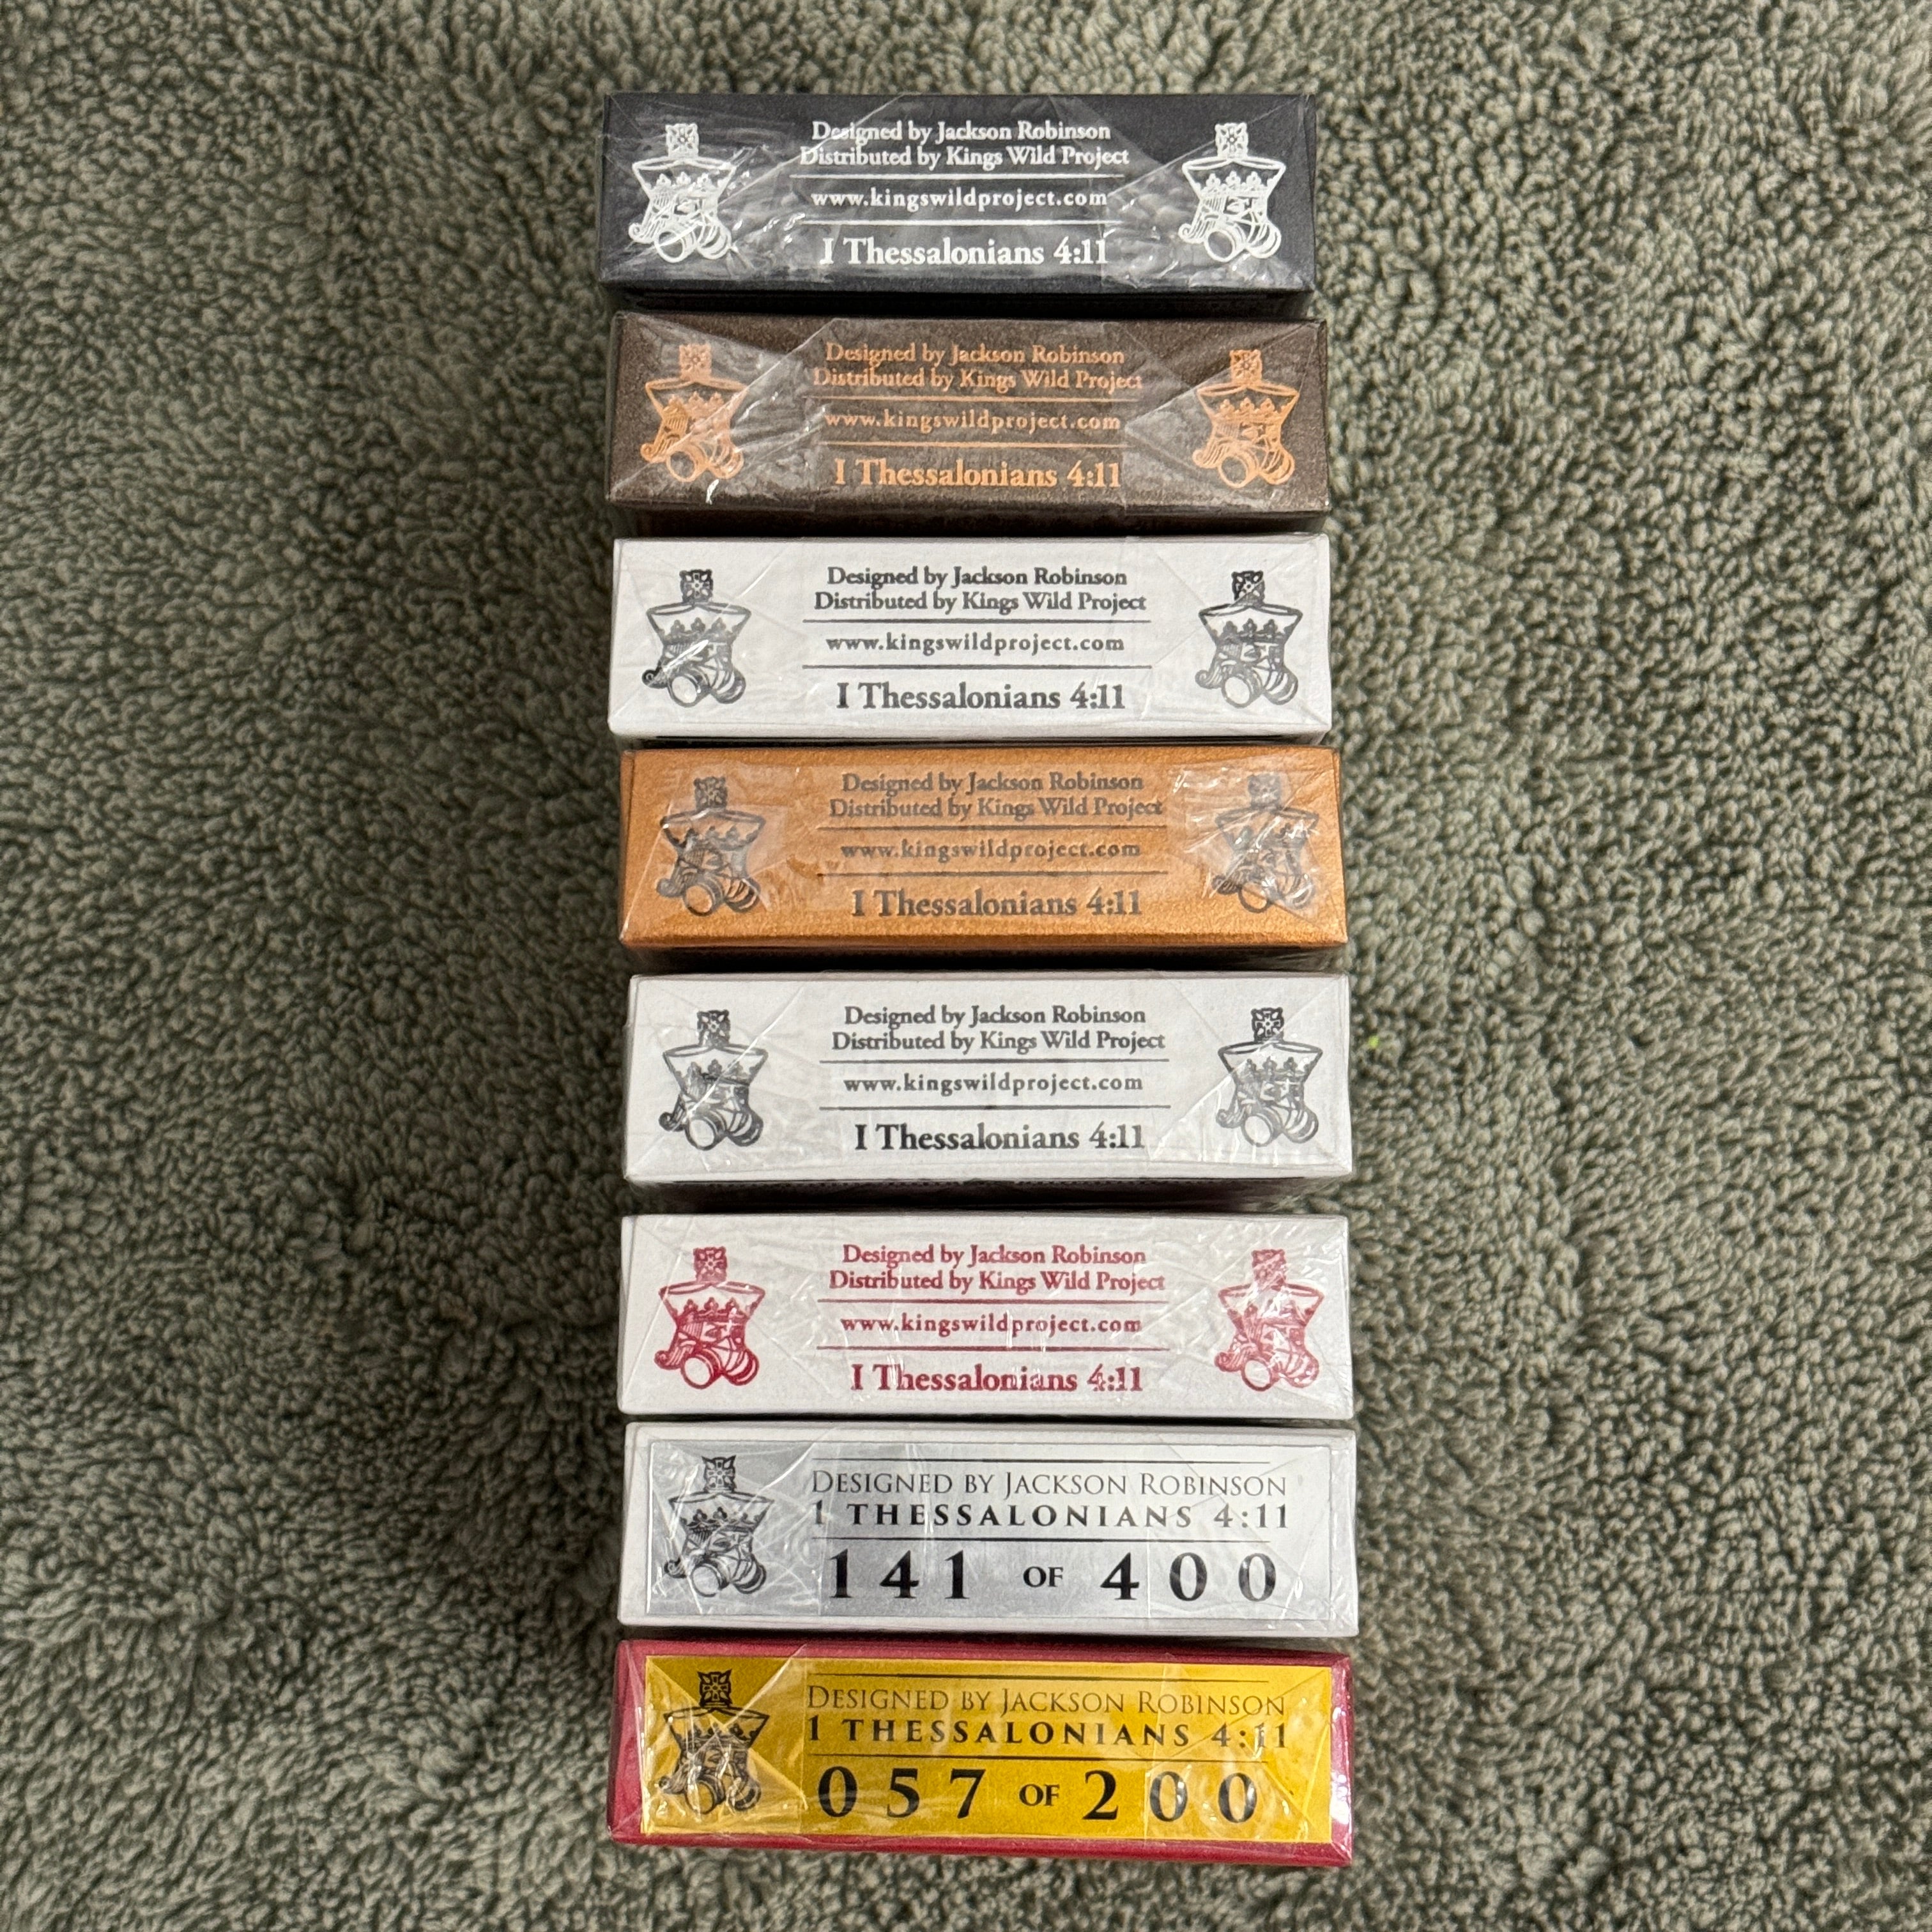 Designed by Jackson Robinson
Distributed by Kings Wild Project
www.kingswildproject.com
I Thessalonians 4:11
Designed by Jackson Robinson
Distributed by Kings Wild Project
www.kingswildproject.com
I Thessalonians 4:11
Designed by Jackson Robinson
Distributed by Kings Wild Project
www.kingswildproject.com
I Thessalonians 4:11
Designed by Jackson Robinson
Distributed by Kings Wild Project
www.kingswildproject.com
I Thessalonians 4:11
Designed by Jackson Robinson
Distributed by Kings Wild Project
www.kingswildproject.com
I Thessalonians 4:11
Designed by Jackson Robinson
Distributed by Kings Wild Project
www.kingswildproject.com
I Thessalonians 4:11
DESIGNED BY JACKSON ROBINSON
1 THESSALONIANS 4:11
141 OF 400
DESIGNED BY JACKSON ROBINSON
1 THESSALONIANS 4:11
057 OF 200